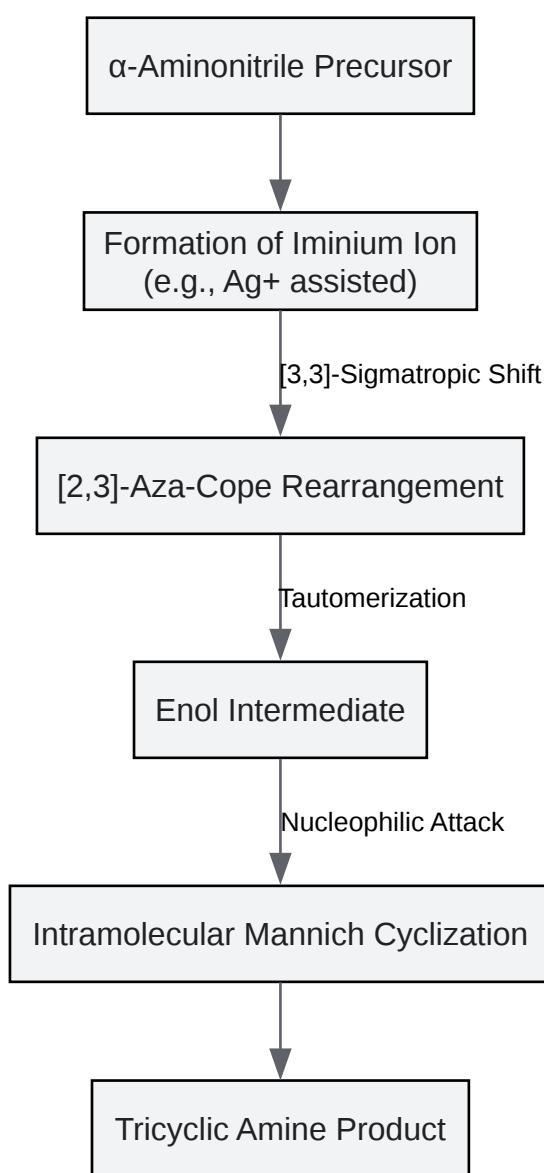 α-Aminonitrile Precursor
Formation of Iminium Ion
(e.g., Ag+ assisted)
[3,3]-Sigmatropic Shift
[2,3]-Aza-Cope Rearrangement
Tautomerization
Enol Intermediate
Nucleophilic Attack
Intramolecular Mannich Cyclization
Tricyclic Amine Product